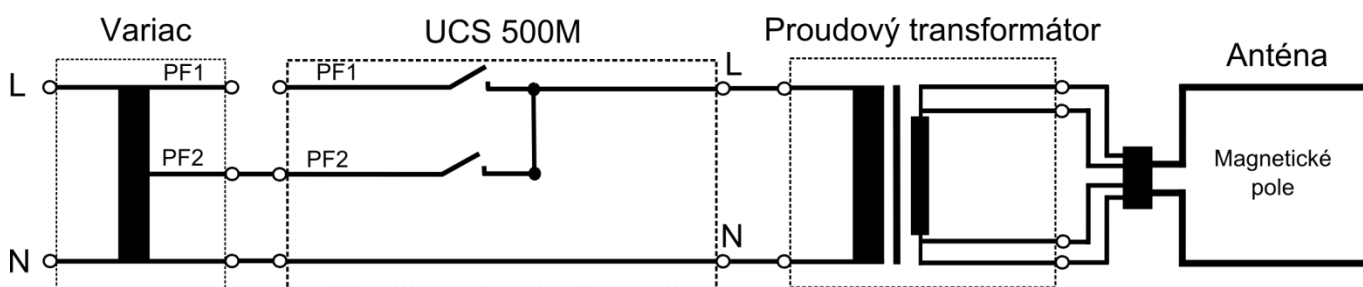 Variac
UCS 500M
Proudový transformátor
Anténa
L
PF1
PF1
L
PF2
PF2
Magnetické
pole
N
N